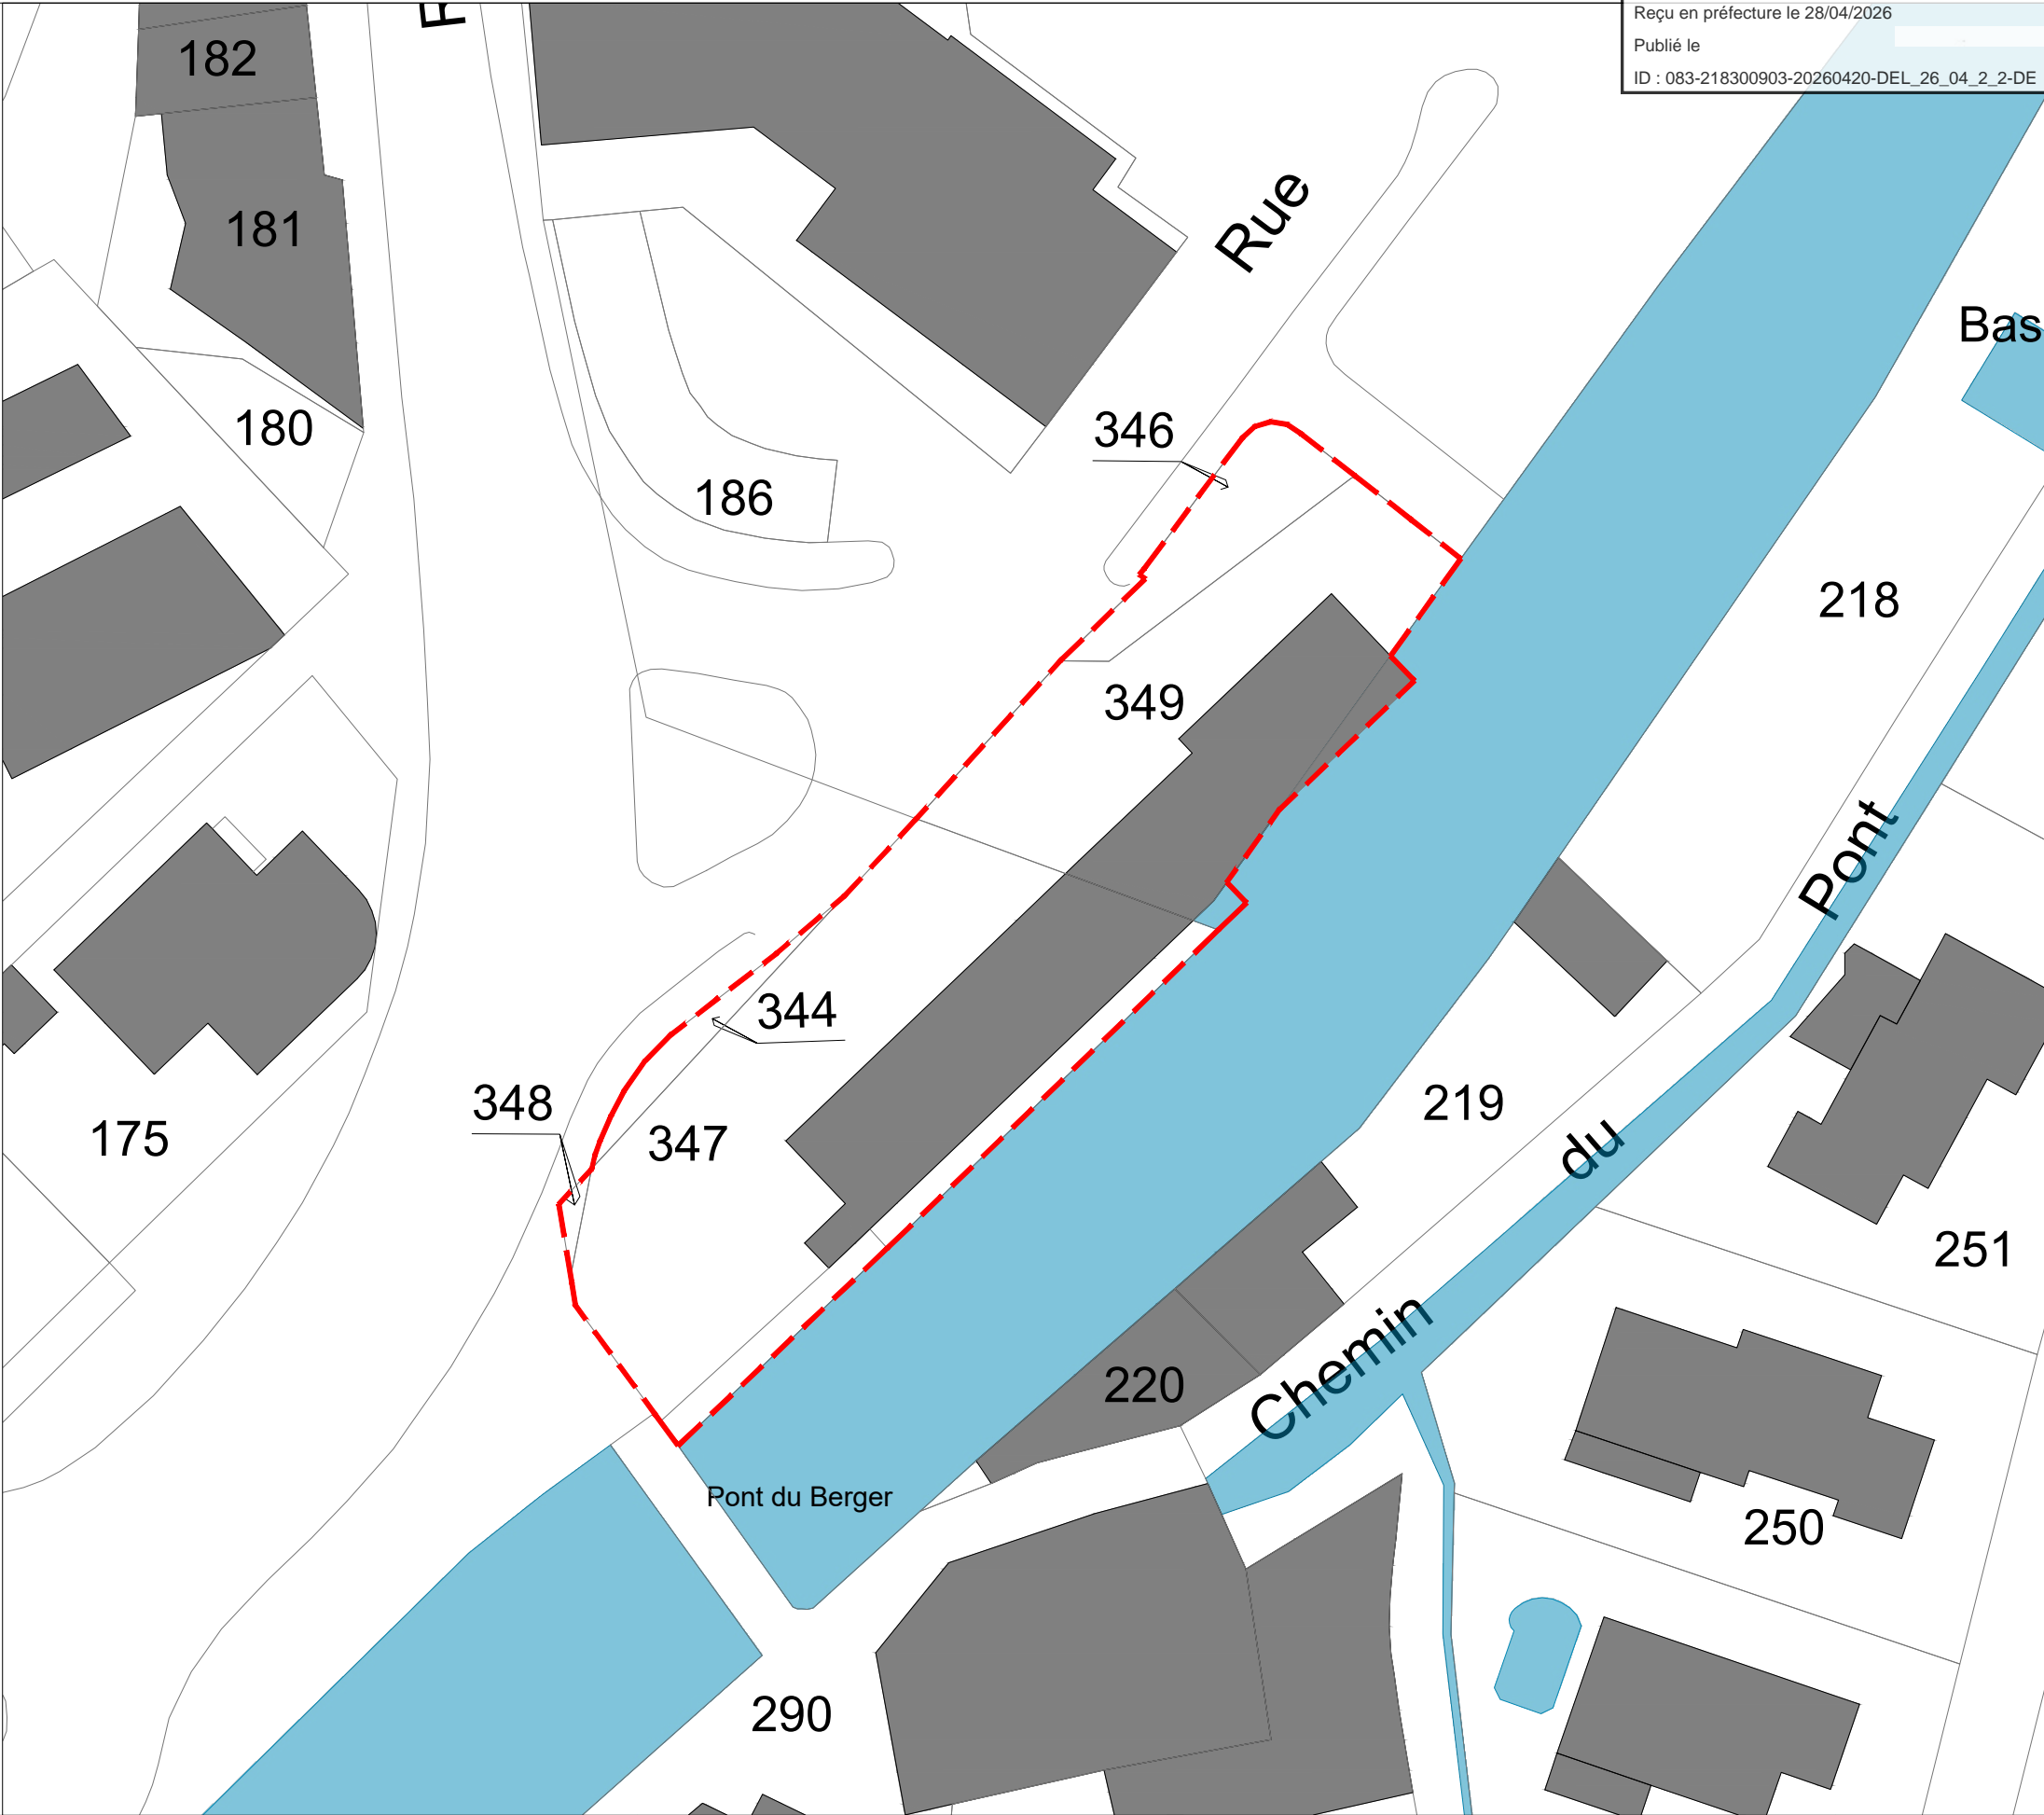 Reçu en préfecture le 28/04/2026
Publié le
ID : 083-218300903-20260420-DEL_26_04_2_2-DE
R
182
181
Rue
Bas
180
346
186
218
349
Pont
344
348
347
175
219
du
251
Chemin
220
Pont du Berger
250
290